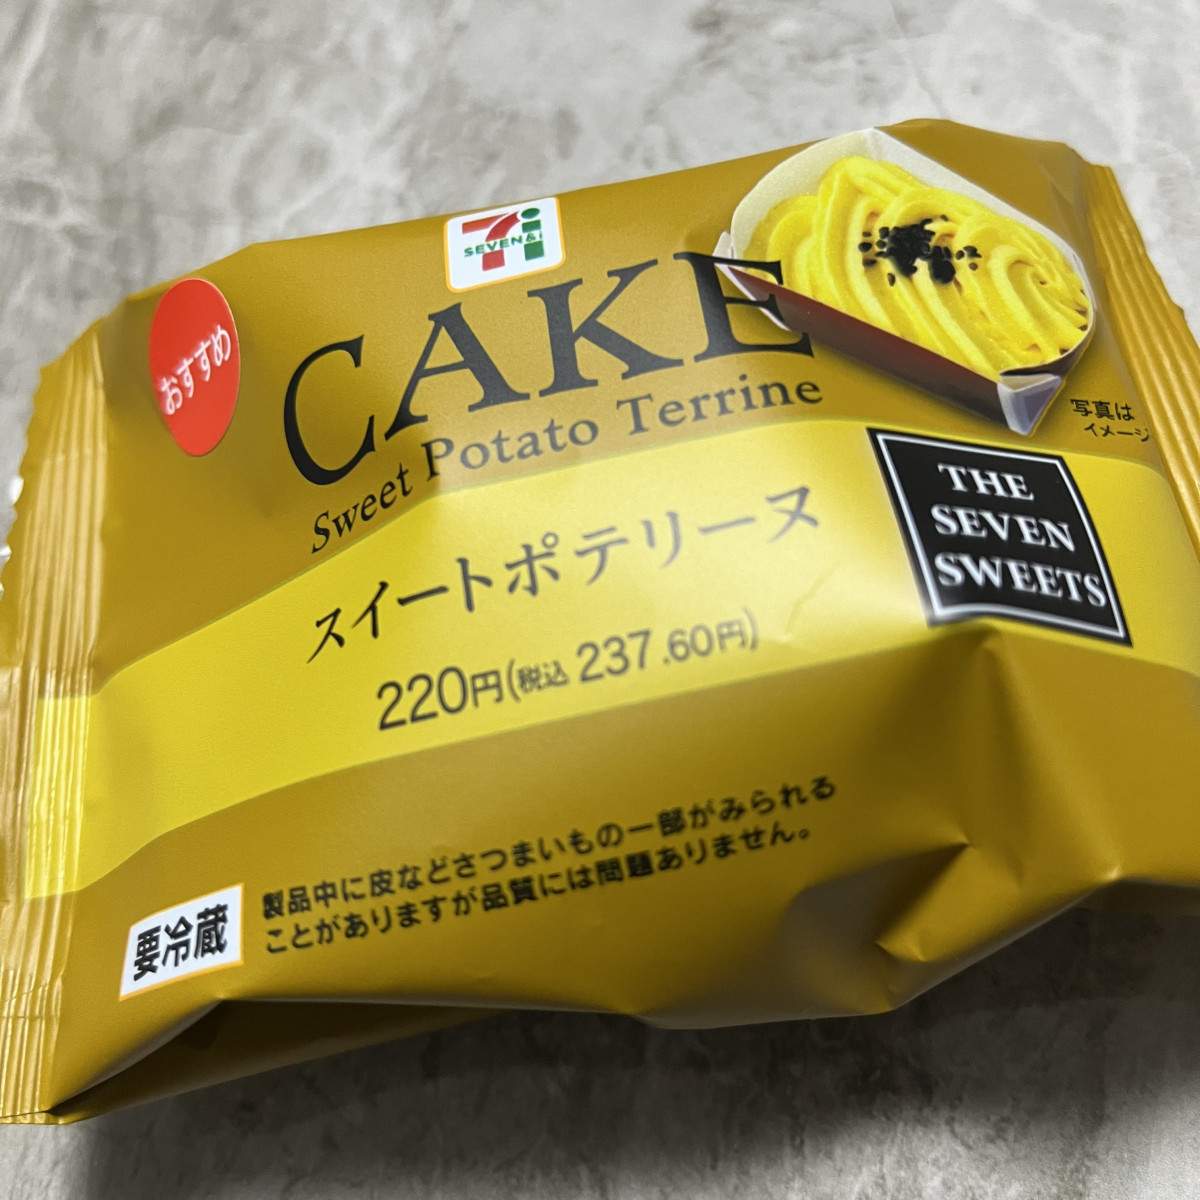 SEVEN&i
おすすめ
CAKE
Sweet Potato Terrine
写真は
イメージ
THE
SEVEN
SWEETS
スイートポテリーヌ
220円(税込 237.60円)
要冷蔵
製品中に皮などさつまいもの一部がみられる
ことがありますが品質には問題ありません。